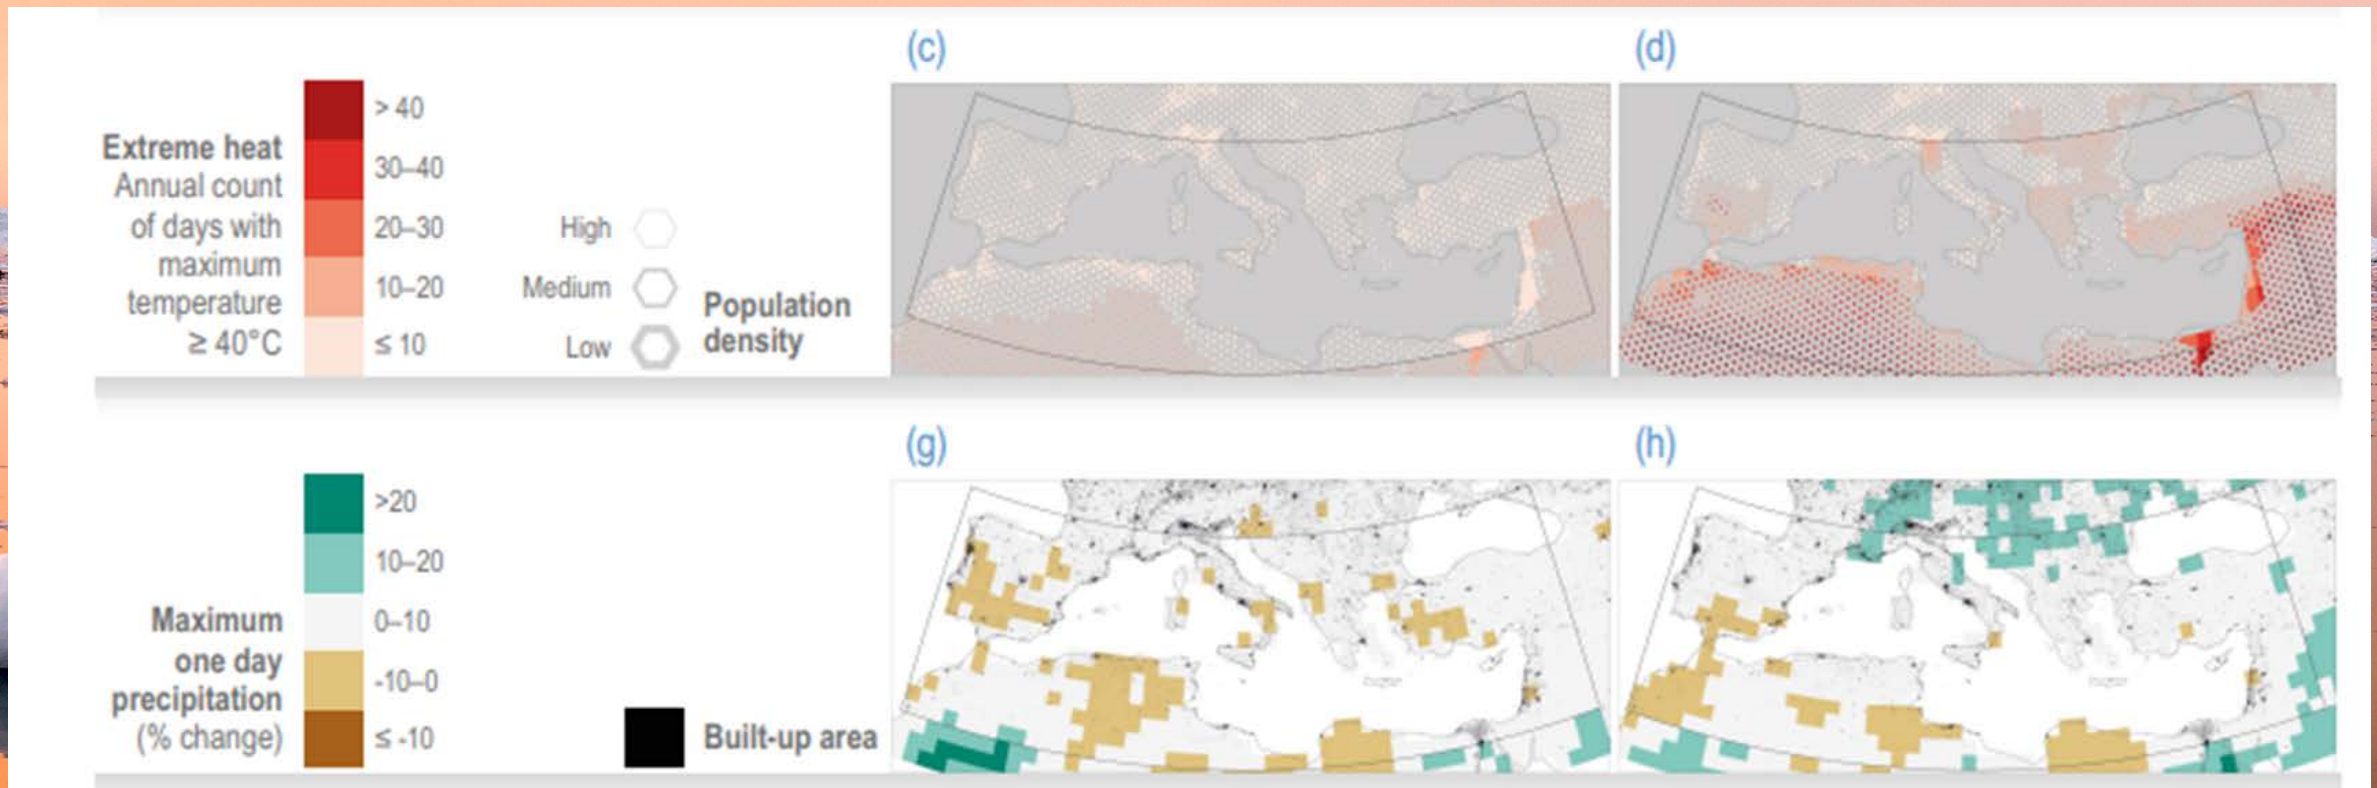 (c)
(d)
Extreme heat
Annual count
of days with
maximum
temperature
≥ 40°C
> 40
30–40
20–30
10–20
≤ 10
High
Medium
Low
Population
density
(g)
(h)
Maximum
one day
precipitation
(% change)
>20
10–20
0–10
-10–0
≤ -10
Built-up area